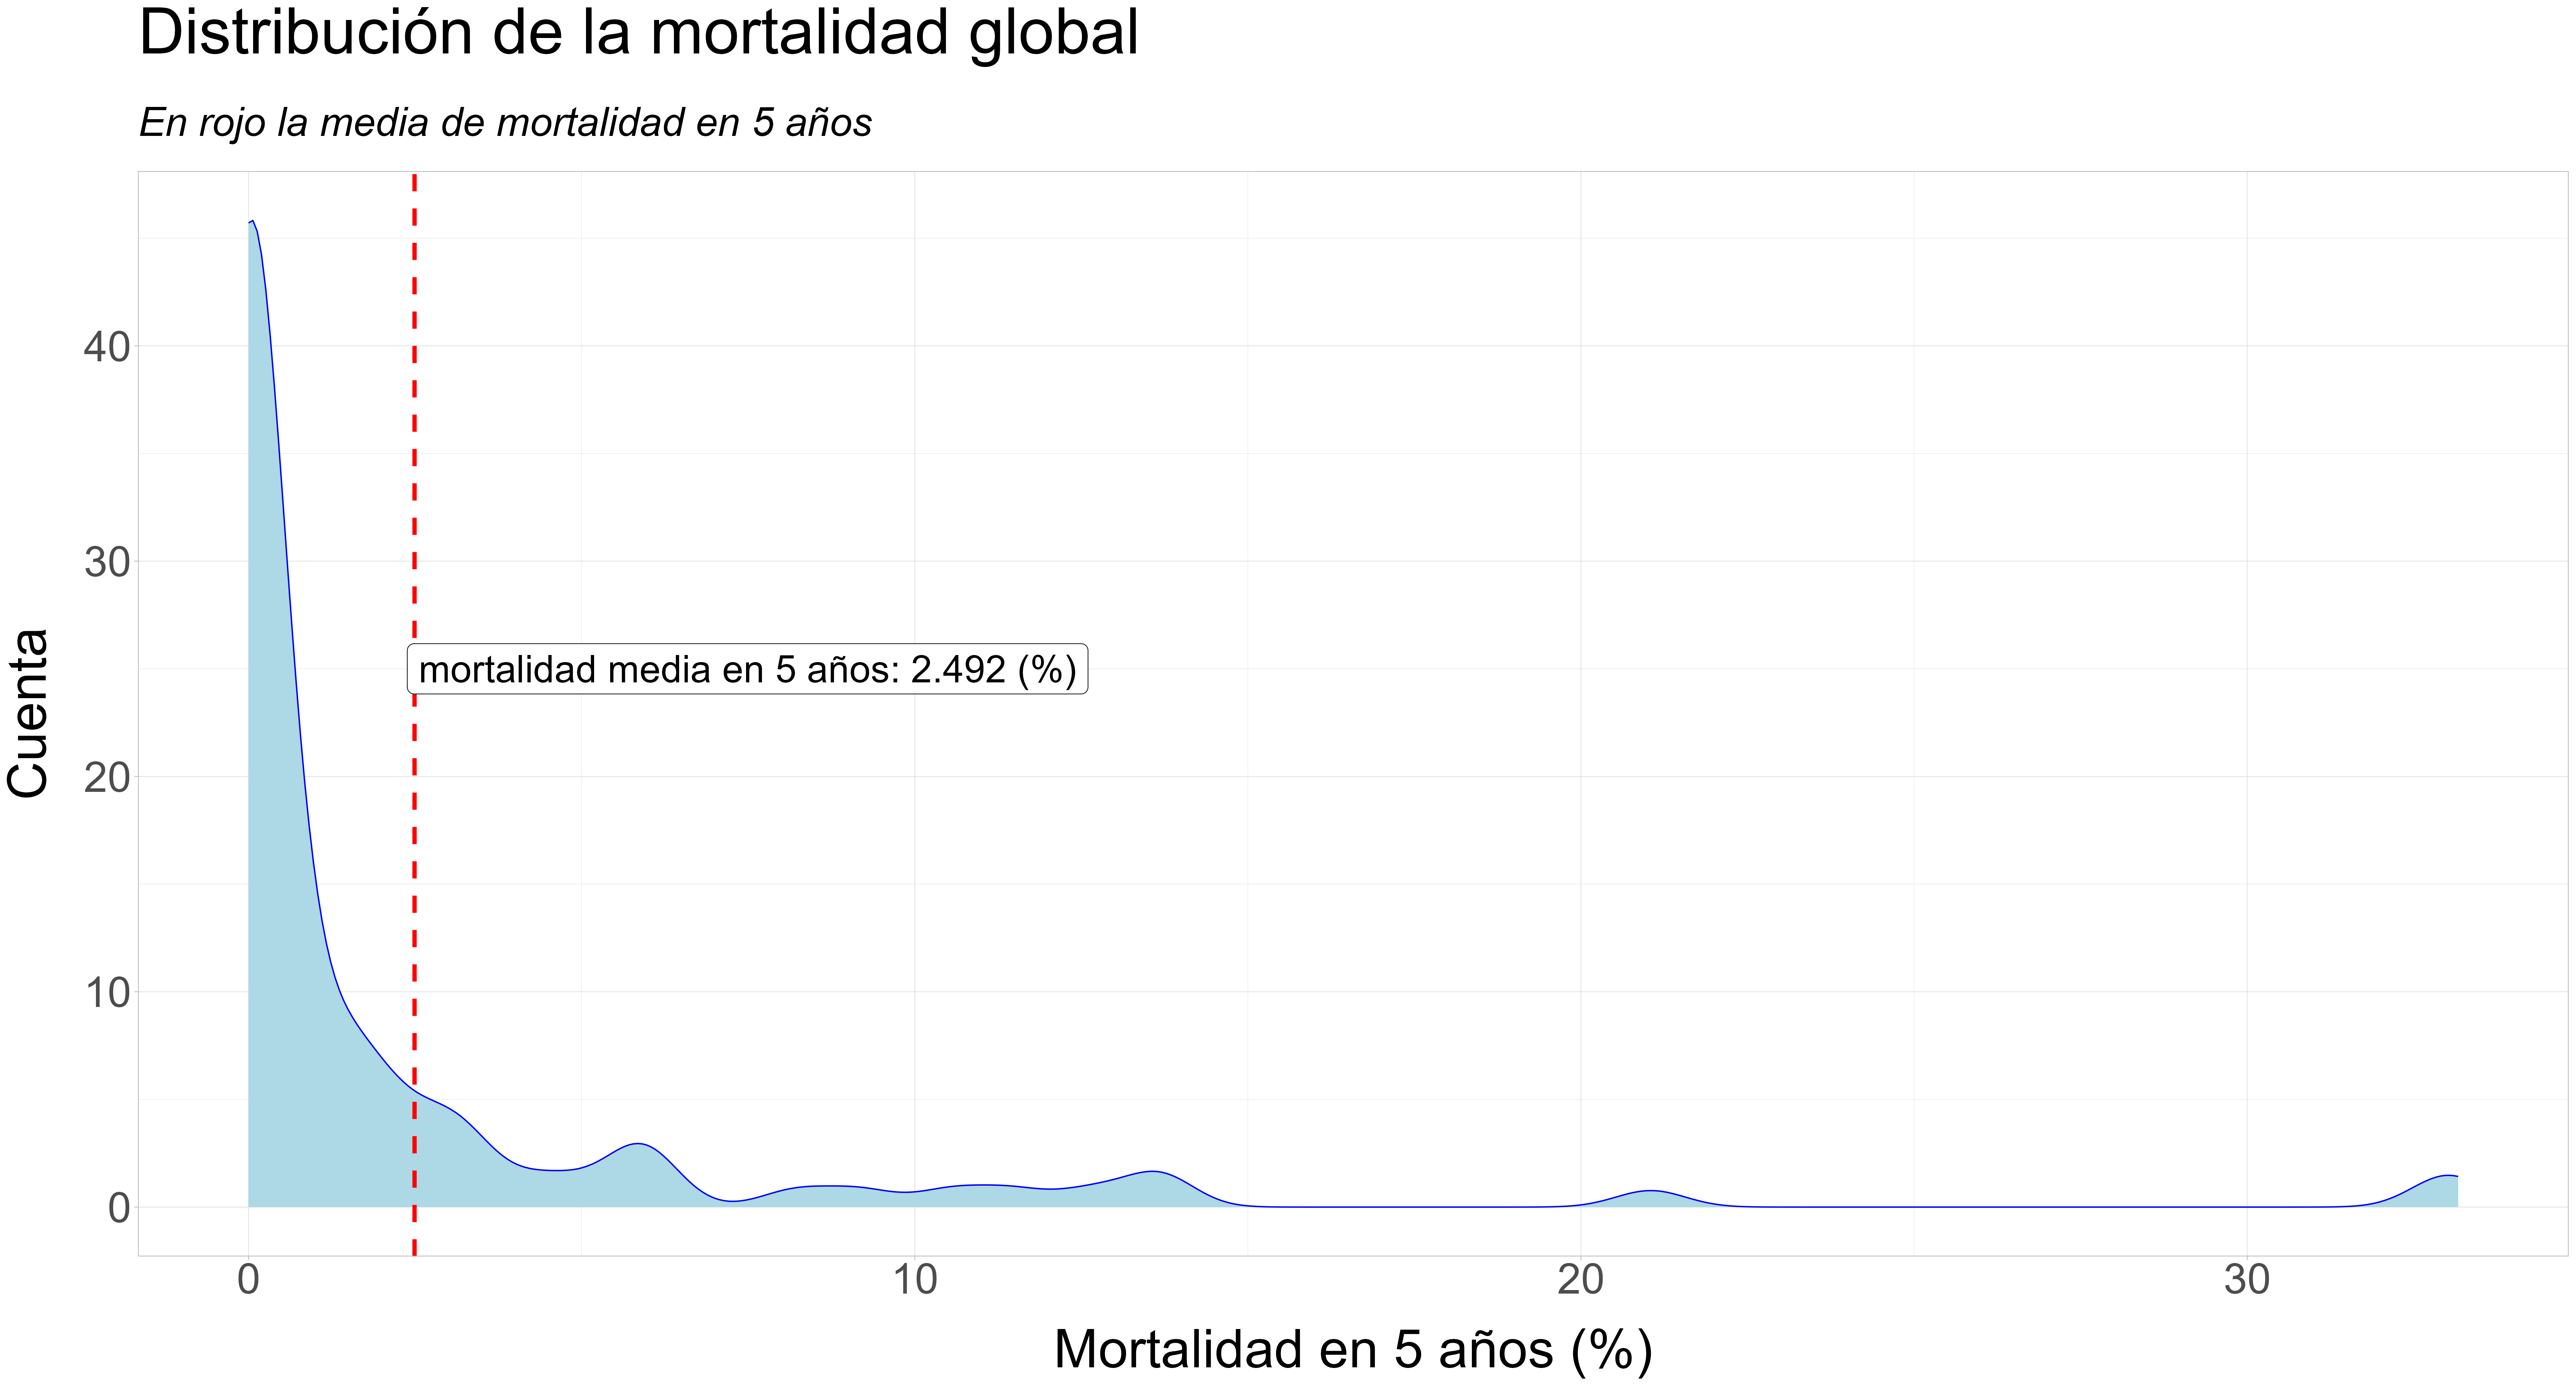 Distribución de la mortalidad global
En rojo la media de mortalidad en 5 años
40
30
20
10
0
Cuenta
mortalidad media en 5 años: 2.492 (%)
0
10
20
30
Mortalidad en 5 años (%)